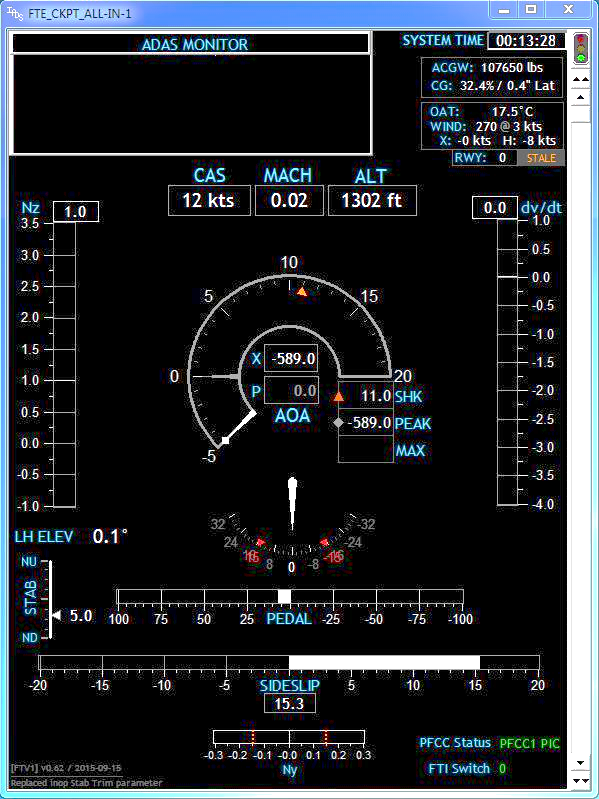 FTE_CKPT_ALL-IN-1
ADAS MONITOR
SYSTEM TIME 00:13:28
ACGW: 107650 lbs
CG: 32.4% / 0.4" Lat
OAT: 17.5°C
WIND: 270 @ 3 kts
X: -0 kts H: -8 kts
RWY: 0 STALE
CAS MACH ALT
12 kts 0.02 1302 ft
Nz 1.0
0.0 dv/dt
3.5
3.0
2.5
2.0
1.5
1.0
0.5
0.0
-0.5
-1.0
1.0
0.5
0.0
-0.5
-1.0
-1.5
-2.0
-2.5
-3.0
-3.5
-4.0
10
5 15
0 20
-5
X -589.0
P 0.0
AOA
11.0 SHK
-589.0 PEAK
MAX
32 24 16 15 8 0 -8 -16 -15 -24 -32
LH ELEV 0.1°
NU
STAB 5.0
ND
100 75 50 25 PEDAL -25 -50 -75 -100
-20 -15 -10 -5 5 10 15 20
SIDESLIP
15.3
-0.3 -0.2 -0.1 -0.0 0.1 0.2 0.3
Ny
PFCC Status PFCC1 PIC
FTI Switch 0
[FTV1] v0.62 / 2015-09-15
Replaced inop Stab Trim parameter